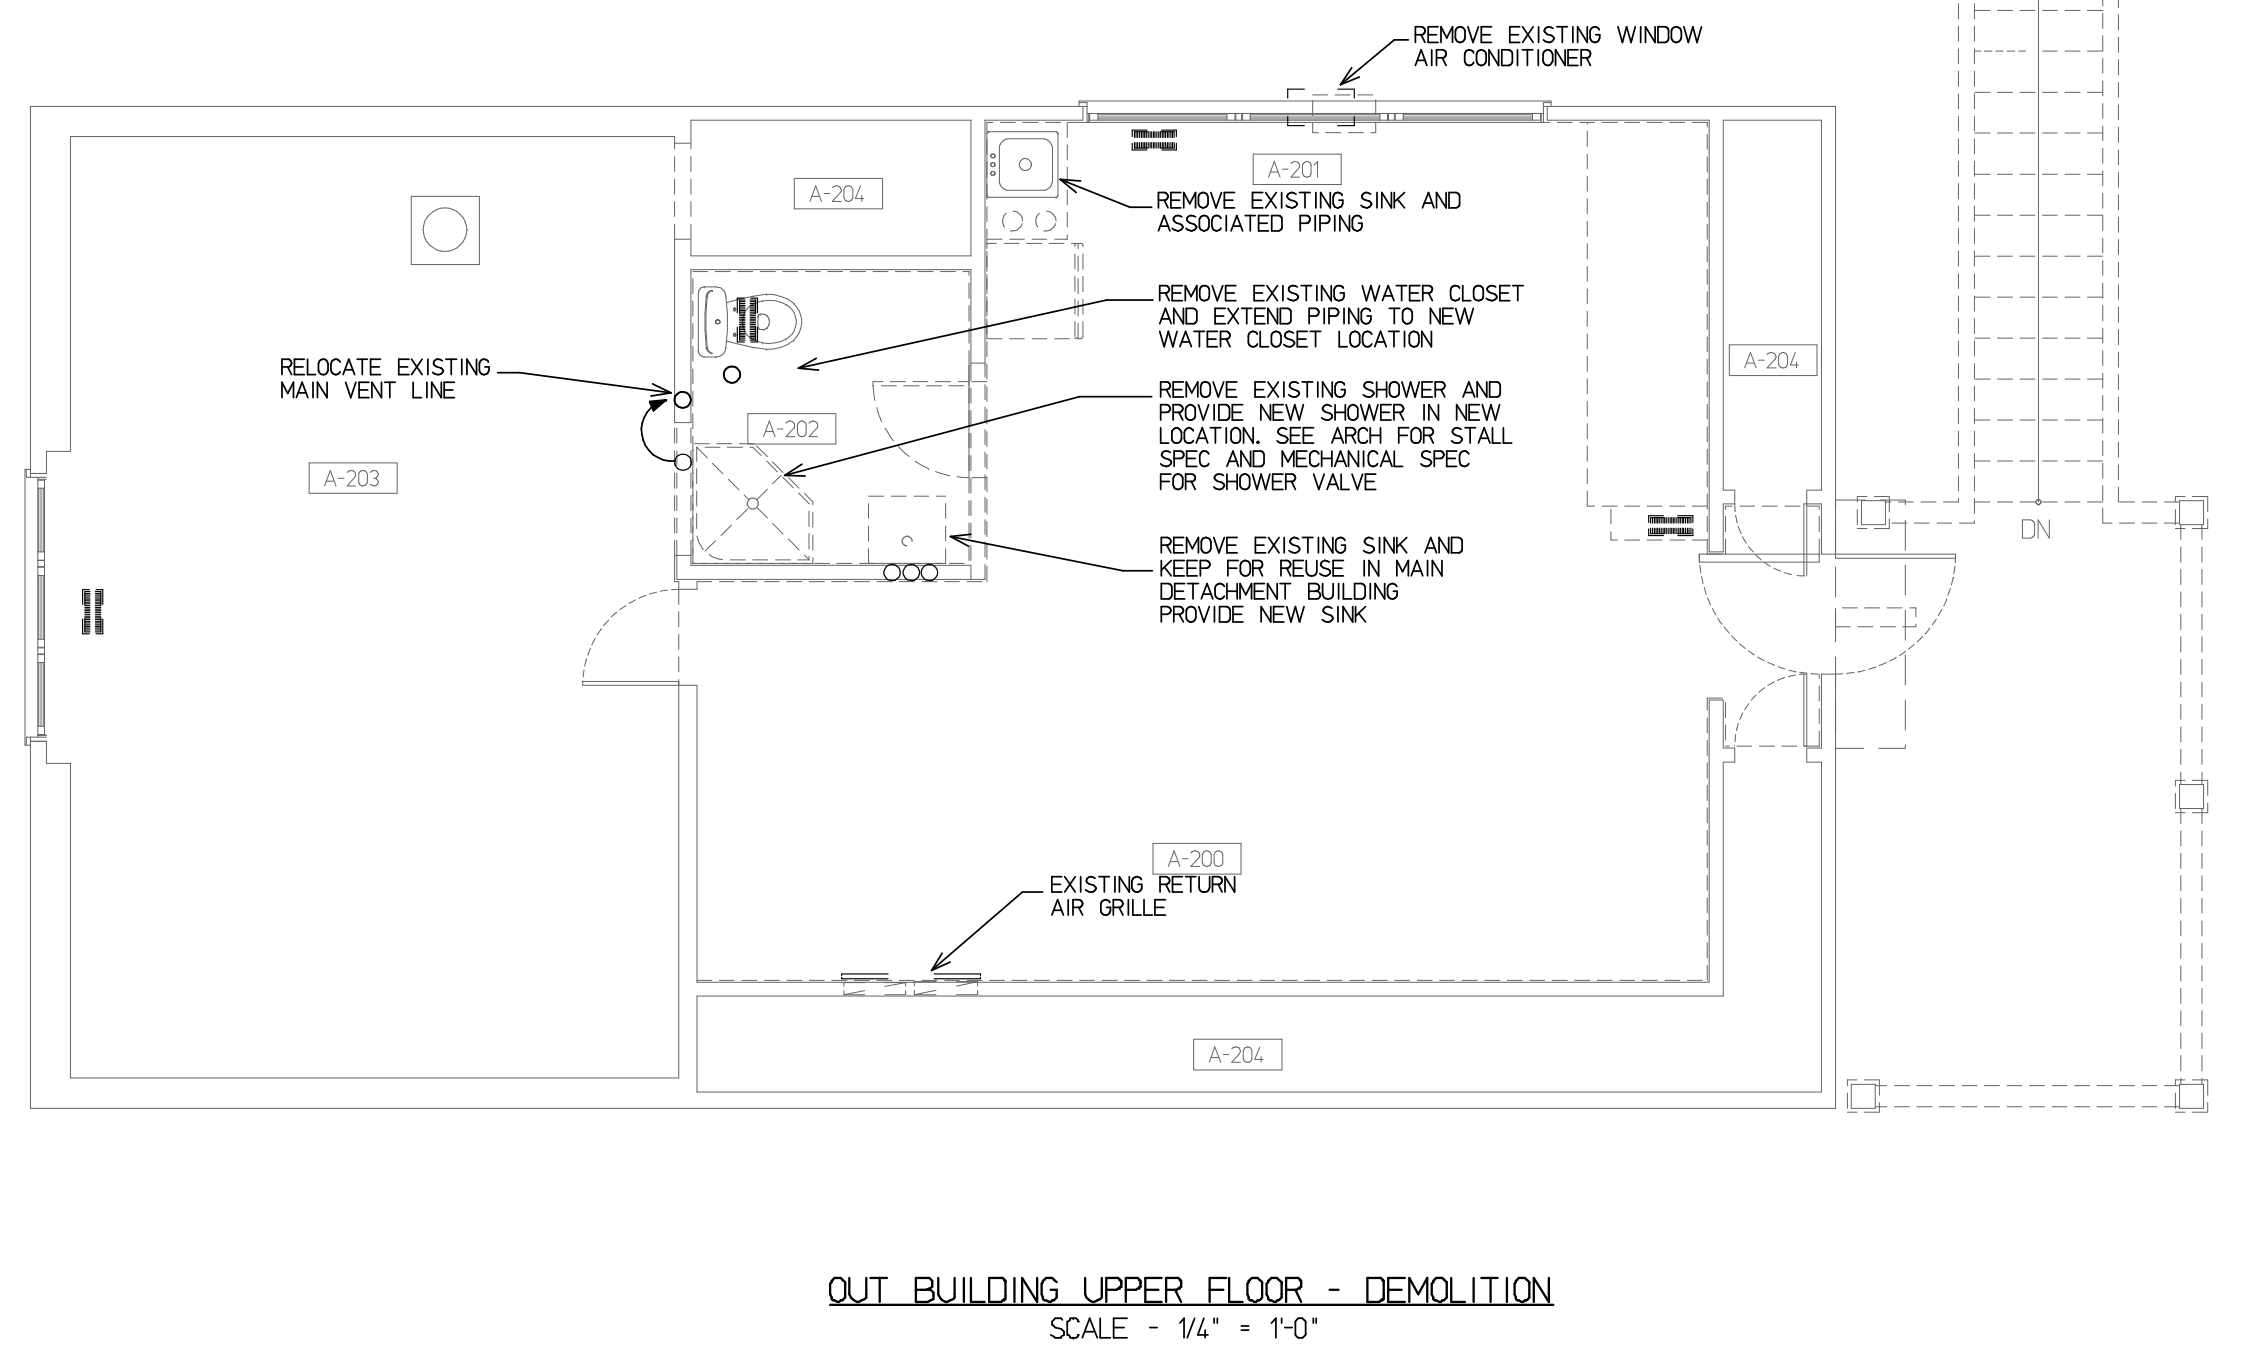 REMOVE EXISTING WINDOW
AIR CONDITIONER
A-201
A-204
REMOVE EXISTING SINK AND
ASSOCIATED PIPING
REMOVE EXISTING WATER CLOSET
AND EXTEND PIPING TO NEW
WATER CLOSET LOCATION
A-204
RELOCATE EXISTING
MAIN VENT LINE
REMOVE EXISTING SHOWER AND
PROVIDE NEW SHOWER IN NEW
LOCATION. SEE ARCH FOR STALL
SPEC AND MECHANICAL SPEC
FOR SHOWER VALVE
A-202
A-203
DN
REMOVE EXISTING SINK AND
KEEP FOR REUSE IN MAIN
DETACHMENT BUILDING
PROVIDE NEW SINK
A-200
EXISTING RETURN
AIR GRILLE
A-204
OUT BUILDING UPPER FLOOR - DEMOLITION
SCALE - 1/4" = 1'-0"